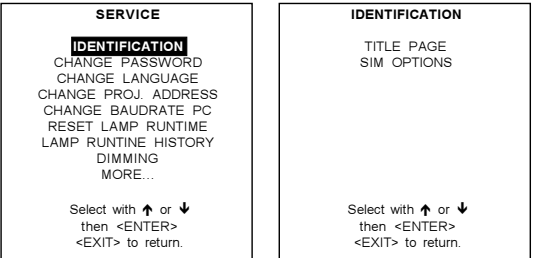 SERVICE
IDENTIFICATION
CHANGE PASSWORD
CHANGE LANGUAGE
CHANGE PROJ. ADDRESS
CHANGE BAUDRATE PC
RESET LAMP RUNTIME
LAMP RUNTINE HISTORY
DIMMING
MORE...
Select with ↑ or ↓
then <ENTER>
<EXIT> to return.
IDENTIFICATION
TITLE PAGE
SIM OPTIONS
Select with ↑ or ↓
then <ENTER>
<EXIT> to return.